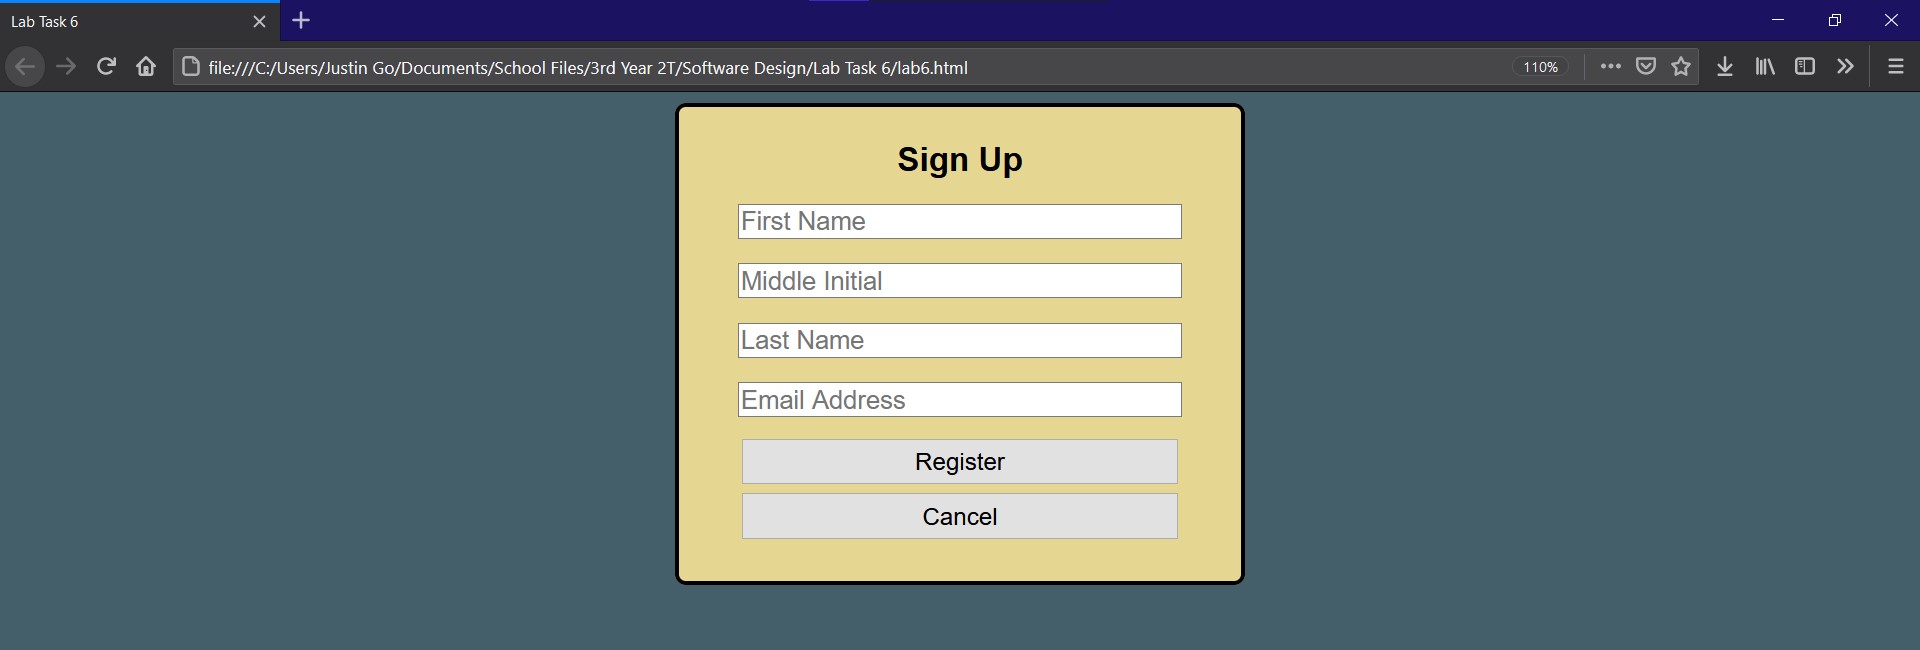 Lab Task 6
file:///C:/Users/Justin Go/Documents/School Files/3rd Year 2T/Software Design/Lab Task 6/lab6.html
110%
Sign Up
First Name
Middle Initial
Last Name
Email Address
Register
Cancel